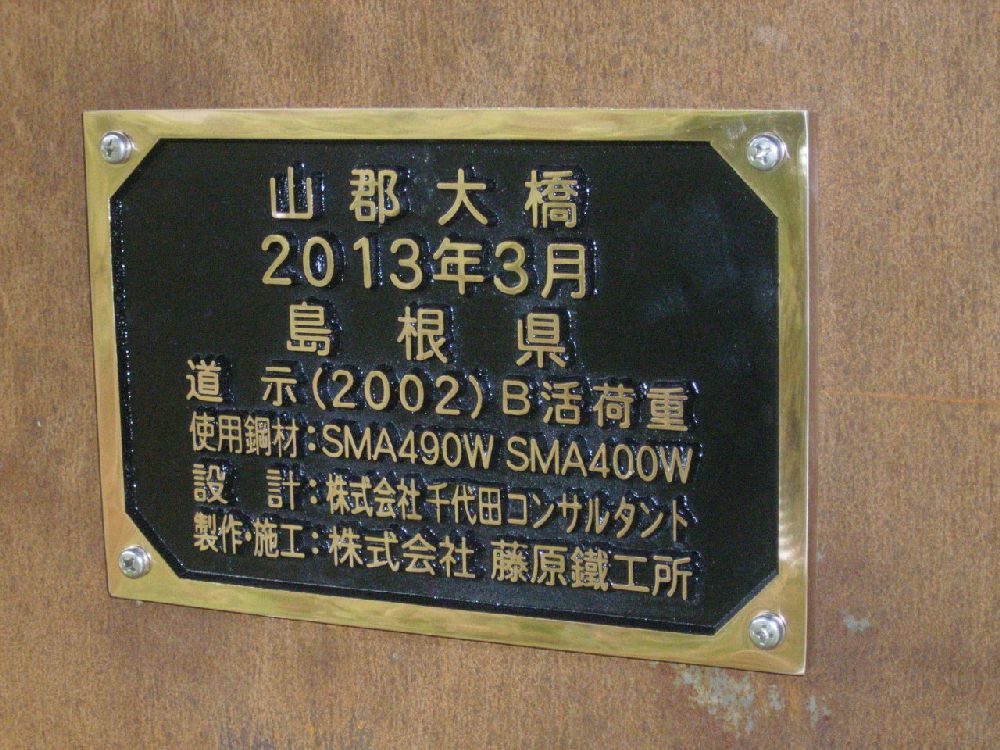 山郡大橋
2013年3月
島根県
道示(2002)B活荷重
使用鋼材:SMA490W SMA400W
設計:株式会社千代田コンサルタント
製作・施工:株式会社 藤原鐵工所